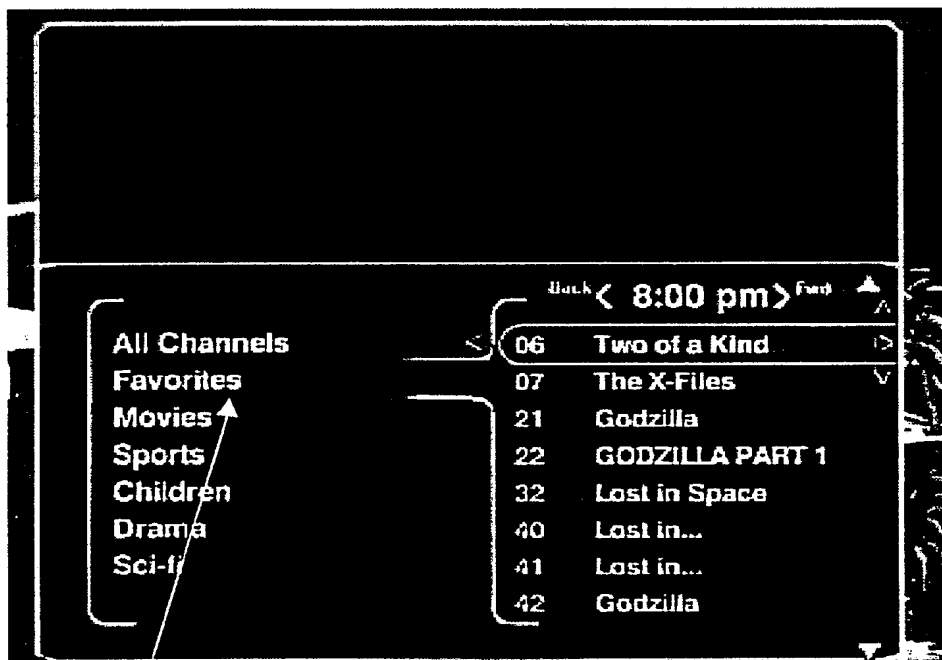 Back < 8:00 pm > Fwd
All Channels
Favorites
Movies
Sports
Children
Drama
Sci-fi
06 Two of a Kind
07 The X-Files
21 Godzilla
22 GODZILLA PART 1
32 Lost in Space
40 Lost in...
41 Lost in...
42 Godzilla